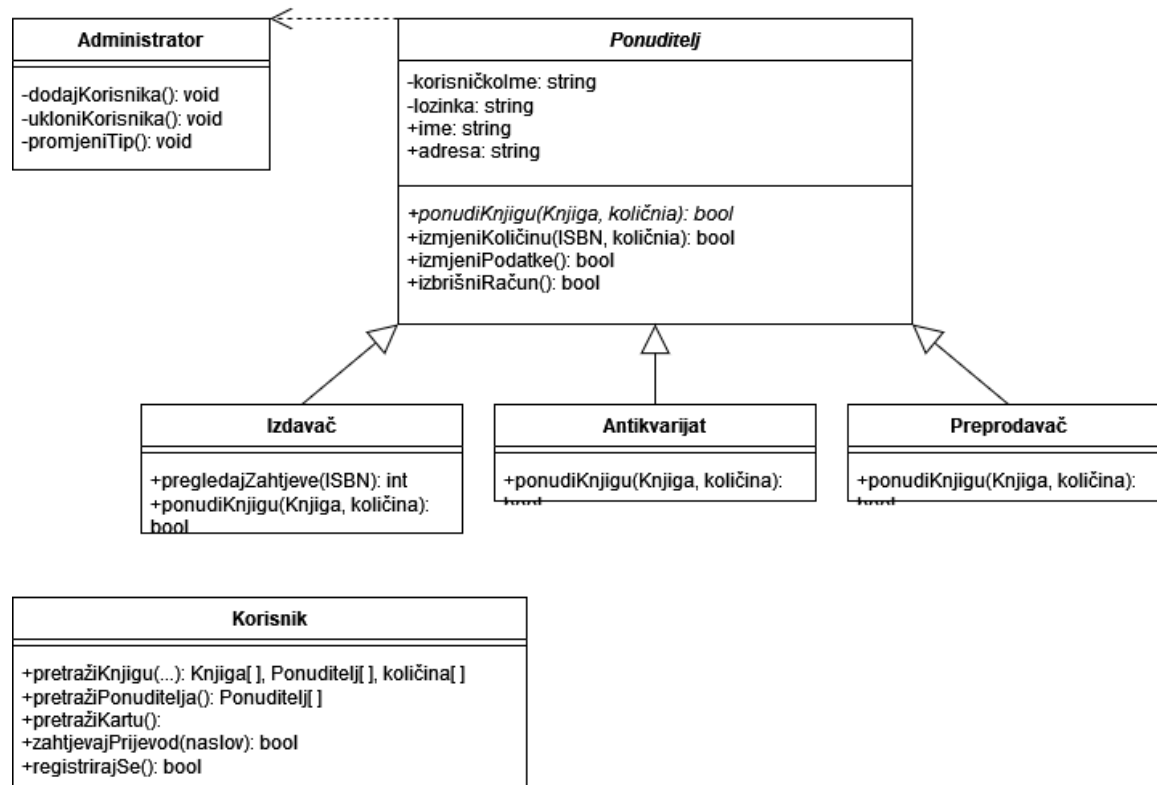 Administrator
-dodajKorisnika(): void
-ukloniKorisnika(): void
-promjeniTip(): void
Ponuditelj
-korisničkoIme: string
-lozinka: string
+ime: string
+adresa: string
+ponudiKnjigu(Knjiga, količnia): bool
+izmjeniKoličinu(ISBN, količnia): bool
+izmjeniPodatke(): bool
+izbrišniRačun(): bool
Izdavač
+pregledajZahtjeve(ISBN): int
+ponudiKnjigu(Knjiga, količina):
bool
Antikvarijat
+ponudiKnjigu(Knjiga, količina):
bool
Preprodavač
+ponudiKnjigu(Knjiga, količina):
bool
Korisnik
+pretražiKnjigu(...): Knjiga[ ], Ponuditelj[ ], količina[ ]
+pretražiPonuditelja(): Ponuditelj[ ]
+pretražiKartu():
+zahtjevajPrijevod(naslov): bool
+registrirajSe(): bool